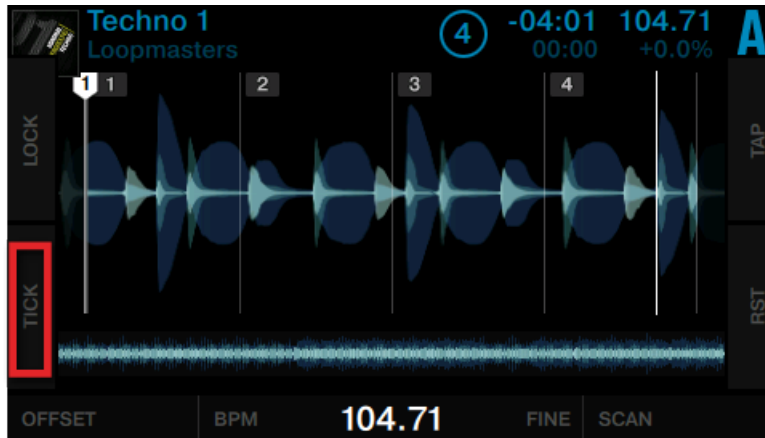 Techno 1
Loopmasters
4
-04:01 104.71
00:00 +0.0%
A
1 1 2 3 4
LOCK
TAP
TICK
RST
OFFSET BPM 104.71 FINE SCAN